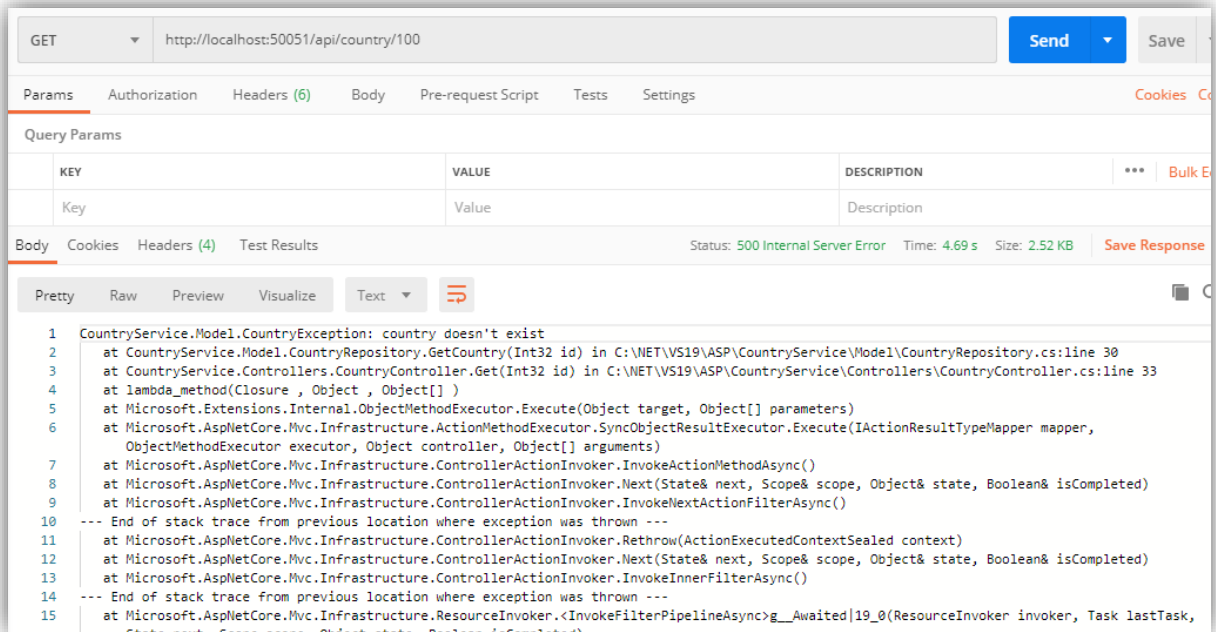 GET http://localhost:50051/api/country/100 Send Save
Params Authorization Headers (6) Body Pre-request Script Tests Settings Cookies
Query Params
KEY VALUE DESCRIPTION ••• Bulk
Key Value Description
Body Cookies Headers (4) Test Results Status: 500 Internal Server Error Time: 4.69 s Size: 2.52 KB Save Response
Pretty Raw Preview Visualize Text
1 CountryService.Model.CountryException: country doesn't exist
2 at CountryService.Model.CountryRepository.GetCountry(Int32 id) in C:\NET\VS19\ASP\CountryService\Model\CountryRepository.cs:line 30
3 at CountryService.Controllers.CountryController.Get(Int32 id) in C:\NET\VS19\ASP\CountryService\Controllers\CountryController.cs:line 33
4 at lambda_method(Closure , Object , Object[] )
5 at Microsoft.Extensions.Internal.ObjectMethodExecutor.Execute(Object target, Object[] parameters)
6 at Microsoft.AspNetCore.Mvc.Infrastructure.ActionMethodExecutor.SyncObjectResultExecutor.Execute(IActionResultTypeMapper mapper,
ObjectMethodExecutor executor, Object controller, Object[] arguments)
7 at Microsoft.AspNetCore.Mvc.Infrastructure.ControllerActionInvoker.InvokeActionMethodAsync()
8 at Microsoft.AspNetCore.Mvc.Infrastructure.ControllerActionInvoker.Next(State& next, Scope& scope, Object& state, Boolean& isCompleted)
9 at Microsoft.AspNetCore.Mvc.Infrastructure.ControllerActionInvoker.InvokeNextActionFilterAsync()
10 --- End of stack trace from previous location where exception was thrown ---
11 at Microsoft.AspNetCore.Mvc.Infrastructure.ControllerActionInvoker.Rethrow(ActionExecutedContextSealed context)
12 at Microsoft.AspNetCore.Mvc.Infrastructure.ControllerActionInvoker.Next(State& next, Scope& scope, Object& state, Boolean& isCompleted)
13 at Microsoft.AspNetCore.Mvc.Infrastructure.ControllerActionInvoker.InvokeInnerFilterAsync()
14 --- End of stack trace from previous location where exception was thrown ---
15 at Microsoft.AspNetCore.Mvc.Infrastructure.ResourceInvoker.<InvokeFilterPipelineAsync>g__Awaited|19_0(ResourceInvoker invoker, Task lastTask,